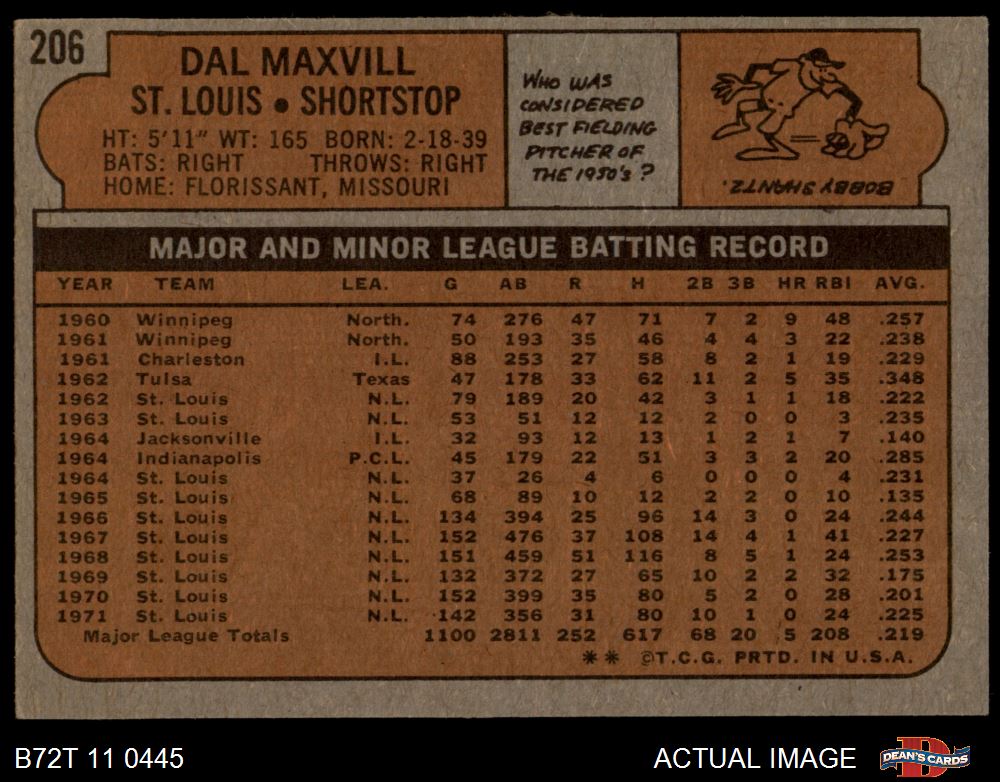 206
DAL MAXVILL
ST. LOUIS • SHORTSTOP
HT: 5'11" WT: 165 BORN: 2-18-39
BATS: RIGHT THROWS: RIGHT
HOME: FLORISSANT, MISSOURI
WHO WAS
CONSIDERED
BEST FIELDING
PITCHER OF
THE 1950's ?
BOBBY SHANTZ.
MAJOR AND MINOR LEAGUE BATTING RECORD
YEAR TEAM LEA. G AB R H 2B 3B HR RBI AVG.
1960 Winnipeg North. 74 276 47 71 7 2 9 48 .257
1961 Winnipeg North. 50 193 35 46 4 4 3 22 .238
1961 Charleston I.L. 88 253 27 58 8 2 1 19 .229
1962 Tulsa Texas 47 178 33 62 11 2 5 35 .348
1962 St. Louis N.L. 79 189 20 42 3 1 1 18 .222
1963 St. Louis N.L. 53 51 12 12 2 0 0 3 .235
1964 Jacksonville I.L. 32 93 12 13 1 2 1 7 .140
1964 Indianapolis P.C.L. 45 179 22 51 3 3 2 20 .285
1964 St. Louis N.L. 37 26 4 6 0 0 0 4 .231
1965 St. Louis N.L. 68 89 10 12 2 2 0 10 .135
1966 St. Louis N.L. 134 394 25 96 14 3 0 24 .244
1967 St. Louis N.L. 152 476 37 108 14 4 1 41 .227
1968 St. Louis N.L. 151 459 51 116 8 5 1 24 .253
1969 St. Louis N.L. 132 372 27 65 10 2 2 32 .175
1970 St. Louis N.L. 152 399 35 80 5 2 0 28 .201
1971 St. Louis N.L. 142 356 31 80 10 1 0 24 .225
Major League Totals 1100 2811 252 617 68 20 5 208 .219
** ©T.C.G. PRTD. IN U.S.A.
B72T 11 0445
ACTUAL IMAGE
DEAN'S CARDS